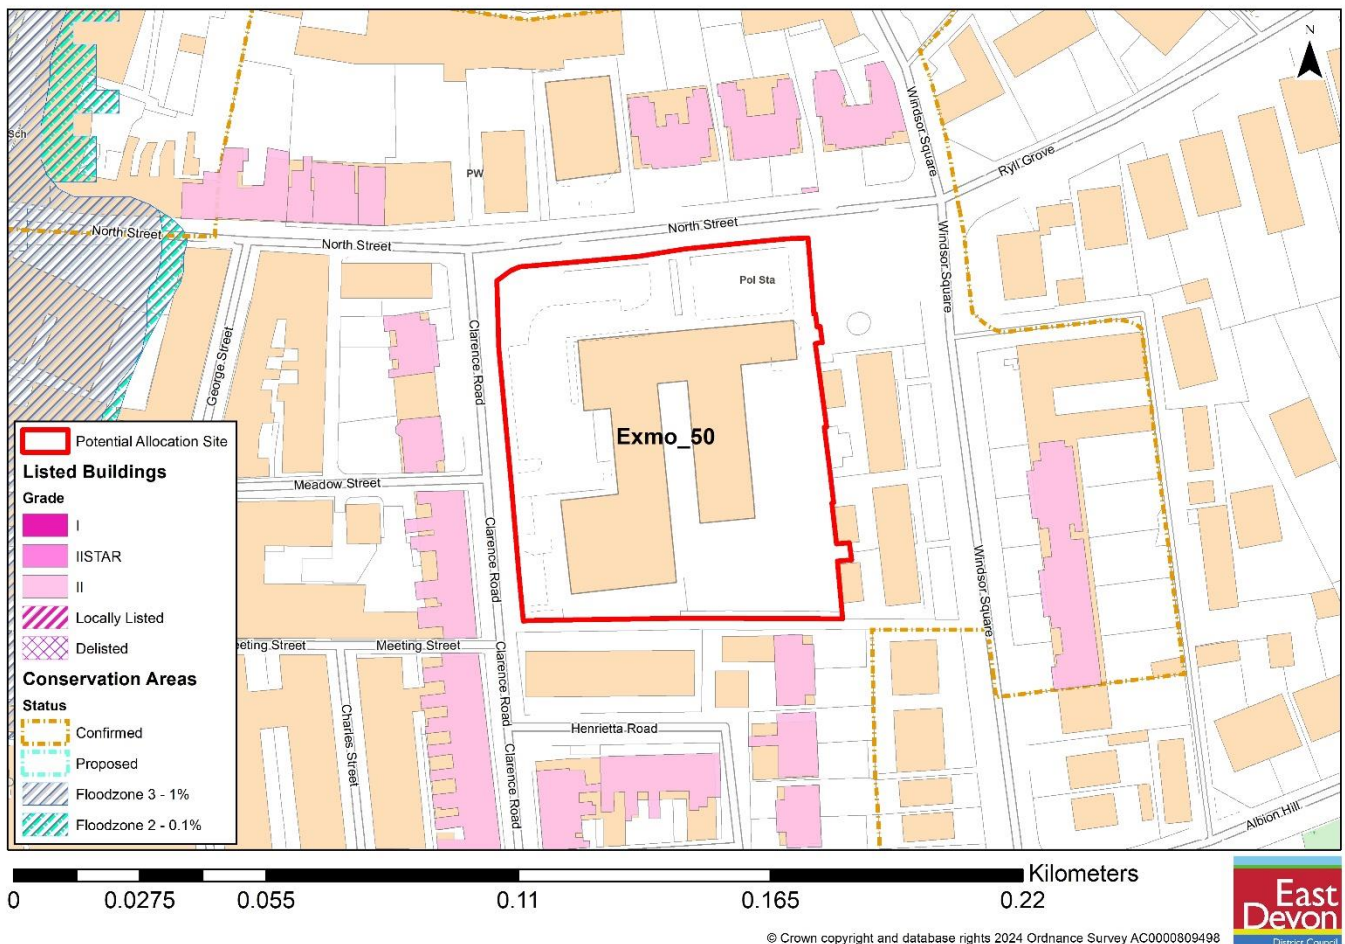 N
Sch
PW
Windsor Square
Ryll Grove
North Street
North Street
North Street
Windsor Square
Pol Sta
George Street
Clarence Road
Exmo_50
Meadow Street
Clarence Road
Windsor Square
eeting Street
Meeting Street
Clarence Road
Charles Street
Henrietta Road
Clarence Road
Albion Hill
Potential Allocation Site
Listed Buildings
Grade
I
IISTAR
II
Locally Listed
Delisted
Conservation Areas
Status
Confirmed
Proposed
Floodzone 3 - 1%
Floodzone 2 - 0.1%
Kilometers
0 0.0275 0.055 0.11 0.165 0.22
East
Devon
District Council
© Crown copyright and database rights 2024 Ordnance Survey AC0000809498